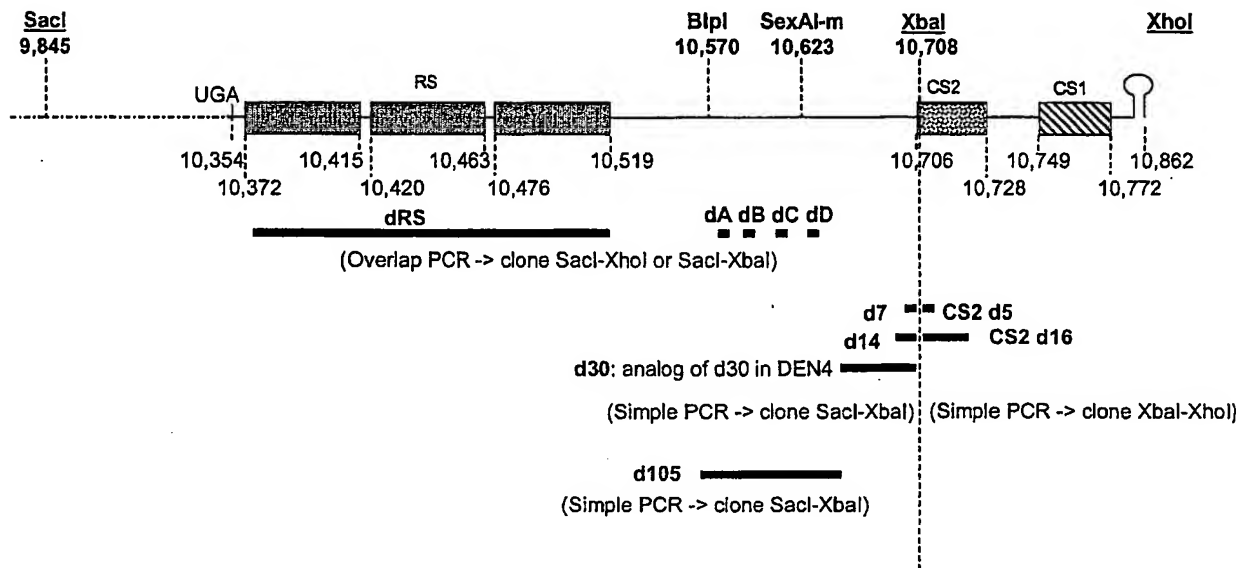 SacI BlpI SexAI-m XbaI XhoI
9,845 10,570 10,623 10,708
UGA RS CS2 CS1
10,354 10,415 10,463 10,519 10,706 10,749 10,862
10,372 10,420 10,476 10,728 10,772
dRS dA dB dC dD
(Overlap PCR -> clone SacI-XhoI or SacI-XbaI)
d7 CS2 d5
d14 CS2 d16
d30: analog of d30 in DEN4
(Simple PCR -> clone SacI-XbaI) (Simple PCR -> clone XbaI-XhoI)
d105
(Simple PCR -> clone SacI-XbaI)